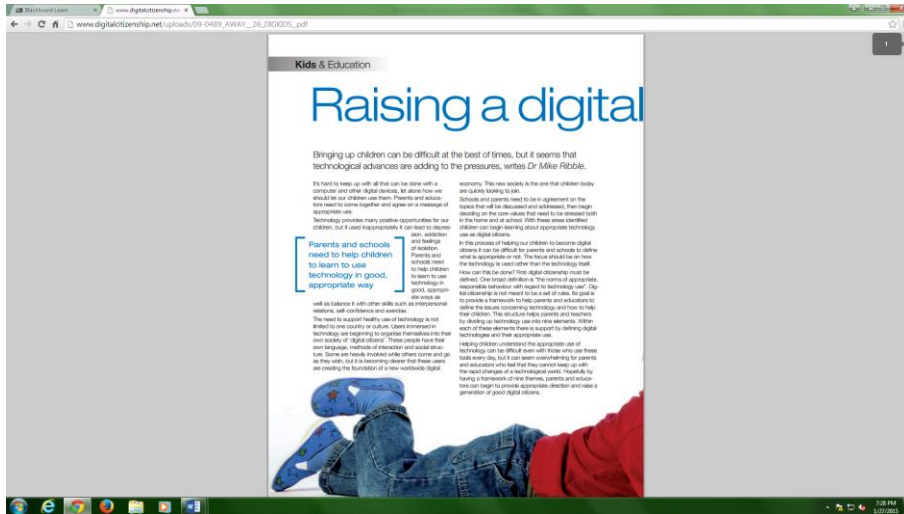 Blackboard Learn
www.digitalcitizenship.ne
www.digitalcitizenship.net/uploads/09-0489_AWAY__26_DIGKIDS_.pdf
1
Kids & Education
Raising a digital
Bringing up children can be difficult at the best of times, but it seems that
technological advances are adding to the pressures, writes Dr Mike Ribble.
It's hard to keep up with all that can be done with a
computer and other digital devices, let alone how we
should let our children use them. Parents and educa-
tors need to come together and agree on a message of
appropriate use.
Technology provides many positive opportunities for our
children, but if used inappropriately it can lead to depres-
sion, addiction
and feelings
of isolation.
Parents and
schools need
to help children
to learn to use
technology in
good, appropri-
ate ways as
Parents and schools
need to help children
to learn to use
technology in good,
appropriate way
well as balance it with other skills such as interpersonal
relations, self-confidence and exercise.
The need to support healthy use of technology is not
limited to one country or culture. Users immersed in
technology are beginning to organise themselves into their
own society of 'digital citizens'. These people have their
own language, methods of interaction and social struc-
ture. Some are heavily involved while others come and go
as they wish, but it is becoming clearer that these users
are creating the foundation of a new worldwide digital
economy. This new society is the one that children today
are quickly looking to join.
Schools and parents need to be in agreement on the
topics that will be discussed and addressed, then begin
deciding on the core values that need to be stressed both
in the home and at school. With these areas identified
children can begin learning about appropriate technology
use as digital citizens.
In this process of helping our children to become digital
citizens it can be difficult for parents and schools to define
what is appropriate or not. The focus should be on how
the technology is used rather than the technology itself.
How can this be done? First digital citizenship must be
defined. One broad definition is "the norms of appropriate,
responsible behaviour with regard to technology use". Dig-
ital citizenship is not meant to be a set of rules. Its goal is
to provide a framework to help parents and educators to
define the issues concerning technology and how to help
their children. This structure helps parents and teachers
by dividing up technology use into nine elements. Within
each of these elements there is support by defining digital
technologies and their appropriate use.
Helping children understand the appropriate use of
technology can be difficult even with those who use these
tools every day, but it can seem overwhelming for parents
and educators who feel that they cannot keep up with
the rapid changes of a technological world. Hopefully by
having a framework of nine themes, parents and educa-
tors can begin to provide appropriate direction and raise a
generation of good digital citizens.
7:28 PM
1/27/2015